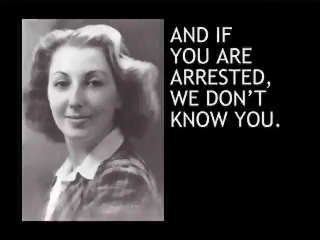 AND IF
YOU ARE
ARRESTED,
WE DON'T
KNOW YOU.